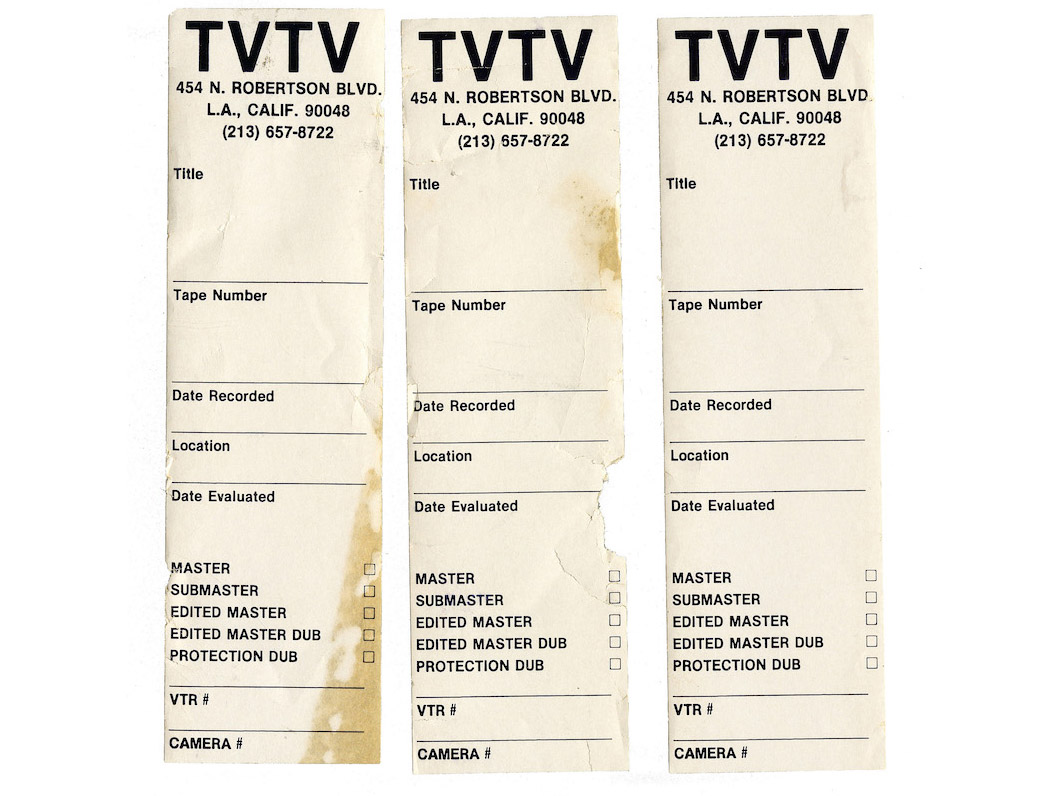 TVTV
454 N. ROBERTSON BLVD.
L.A., CALIF. 90048
(213) 657-8722
Title
Tape Number
Date Recorded
Location
Date Evaluated
MASTER
SUBMASTER
EDITED MASTER
EDITED MASTER DUB
PROTECTION DUB
VTR #
CAMERA #
TVTV
454 N. ROBERTSON BLVD.
L.A., CALIF. 90048
(213) 657-8722
Title
Tape Number
Date Recorded
Location
Date Evaluated
MASTER
SUBMASTER
EDITED MASTER
EDITED MASTER DUB
PROTECTION DUB
VTR #
CAMERA #
TVTV
454 N. ROBERTSON BLVD.
L.A., CALIF. 90048
(213) 657-8722
Title
Tape Number
Date Recorded
Location
Date Evaluated
MASTER
SUBMASTER
EDITED MASTER
EDITED MASTER DUB
PROTECTION DUB
VTR #
CAMERA #